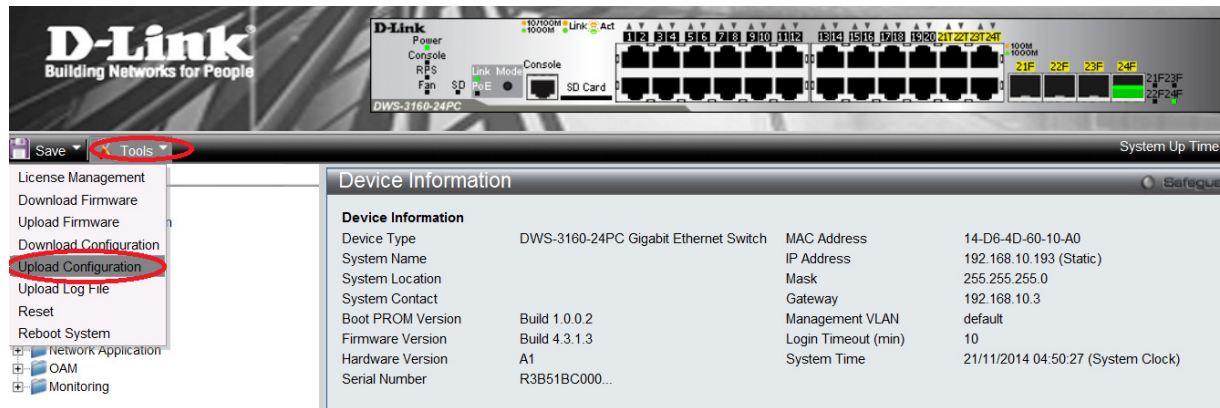 D-Link
Building Networks for People
D-Link
Power
Console
RPS
Fan SD
Link Mode
PoE
10/100M
1000M
Link
Act
Console
SD Card
1 2 3 4 5 6 7 8 9 10 11 12 13 14 15 16 17 18 19 20 21T 22T 23T 24T
100M
1000M
21F 22F 23F 24F
21F 23F
22F 24F
DWS-3160-24PC
Save Tools System Up Time
License Management
Download Firmware
Upload Firmware
Download Configuration
Upload Configuration
Upload Log File
Reset
Reboot System
Network Application
OAM
Monitoring
Device Information
Safegua
Device Information
Device Type DWS-3160-24PC Gigabit Ethernet Switch MAC Address 14-D6-4D-60-10-A0
System Name IP Address 192.168.10.193 (Static)
System Location Mask 255.255.255.0
System Contact Gateway 192.168.10.3
Boot PROM Version Build 1.0.0.2 Management VLAN default
Firmware Version Build 4.3.1.3 Login Timeout (min) 10
Hardware Version A1 System Time 21/11/2014 04:50:27 (System Clock)
Serial Number R3B51BC000...